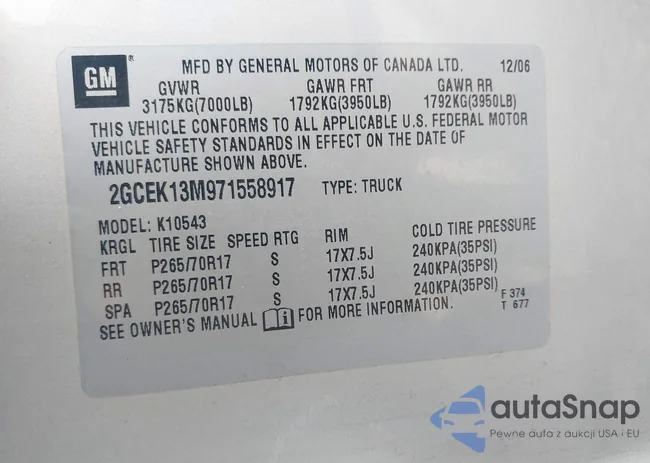 GM
MFD BY GENERAL MOTORS OF CANADA LTD. 12/06
GVWR GAWR FRT GAWR RR
3175KG(7000LB) 1792KG(3950LB) 1792KG(3950LB)
THIS VEHICLE CONFORMS TO ALL APPLICABLE U.S. FEDERAL MOTOR
VEHICLE SAFETY STANDARDS IN EFFECT ON THE DATE OF
MANUFACTURE SHOWN ABOVE.
2GCEK13M971558917 TYPE: TRUCK
MODEL: K10543
KRGL TIRE SIZE SPEED RTG RIM COLD TIRE PRESSURE
FRT P265/70R17 S 17X7.5J 240KPA(35PSI)
RR P265/70R17 S 17X7.5J 240KPA(35PSI)
SPA P265/70R17 S 17X7.5J 240KPA(35PSI) F 374
SEE OWNER'S MANUAL i FOR MORE INFORMATION. T 677
autaSnap
Pewne auta z aukcji USA i EU